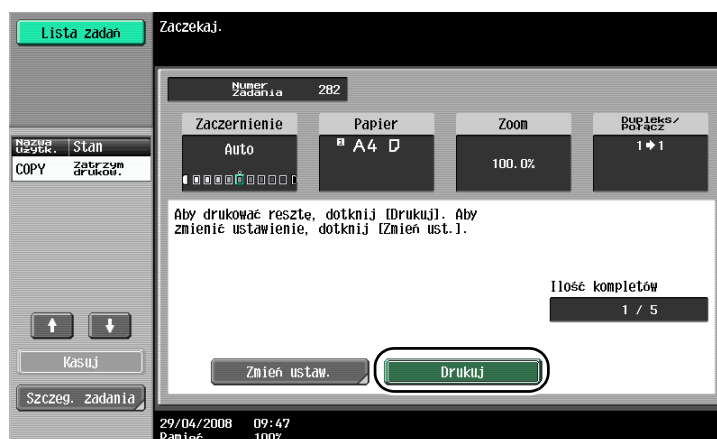 Lista zadań
Zaczekaj.
Numer
zadania
282
Zaczernienie
Papier
Zoom
Dupleks/
Połącz
Nazwa
użytk.
Stan
COPY
Zatrzym
drukow.
Auto
A4
100.0%
1 → 1
Aby drukować resztę, dotknij [Drukuj]. Aby
zmienić ustawienie, dotknij [Zmień ust.].
Ilość kompletów
1 / 5
Kasuj
Zmień ustaw.
Drukuj
Szczeg. zadania
29/04/2008 09:47
Pamięć 100%